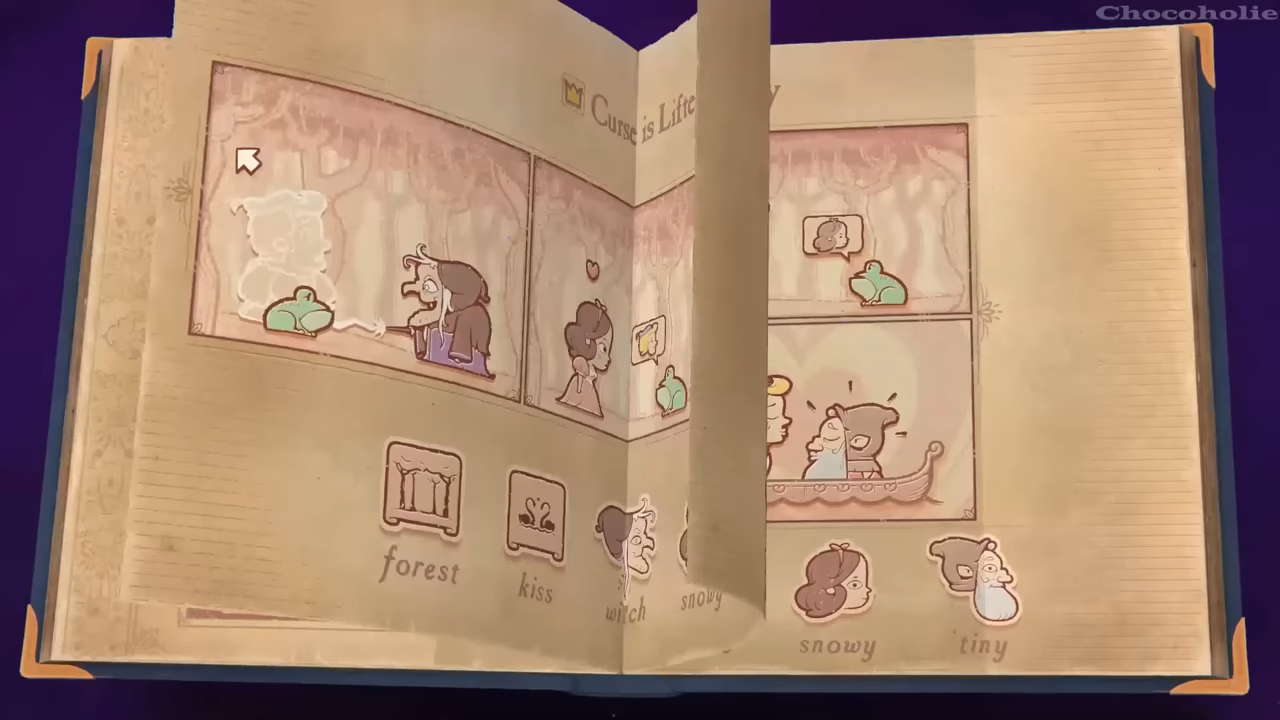 Chocoholie
Curse is Lifte
y
forest
kiss
witch
snowy
snowy
tiny